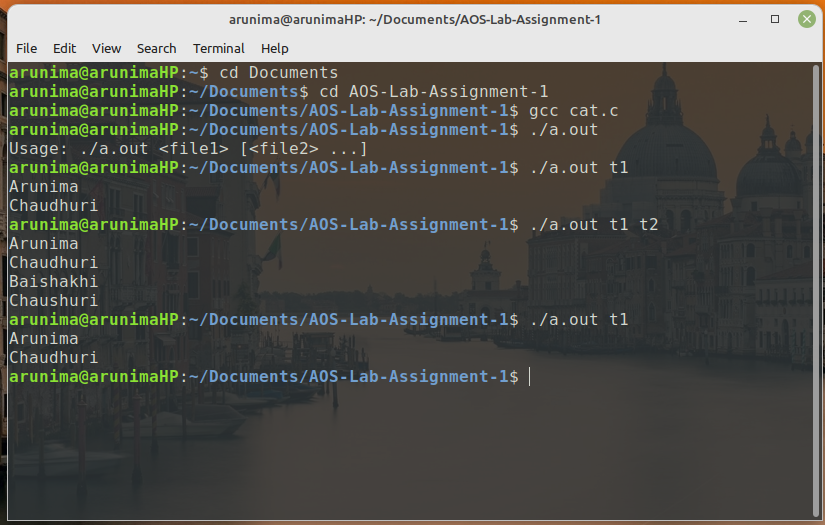 arunima@arunimaHP: ~/Documents/AOS-Lab-Assignment-1
File Edit View Search Terminal Help
arunima@arunimaHP:~$ cd Documents
arunima@arunimaHP:~/Documents$ cd AOS-Lab-Assignment-1
arunima@arunimaHP:~/Documents/AOS-Lab-Assignment-1$ gcc cat.c
arunima@arunimaHP:~/Documents/AOS-Lab-Assignment-1$ ./a.out
Usage: ./a.out <file1> [<file2> ...]
arunima@arunimaHP:~/Documents/AOS-Lab-Assignment-1$ ./a.out t1
Arunima
Chaudhuri
arunima@arunimaHP:~/Documents/AOS-Lab-Assignment-1$ ./a.out t1 t2
Arunima
Chaudhuri
Baishakhi
Chaushuri
arunima@arunimaHP:~/Documents/AOS-Lab-Assignment-1$ ./a.out t1
Arunima
Chaudhuri
arunima@arunimaHP:~/Documents/AOS-Lab-Assignment-1$